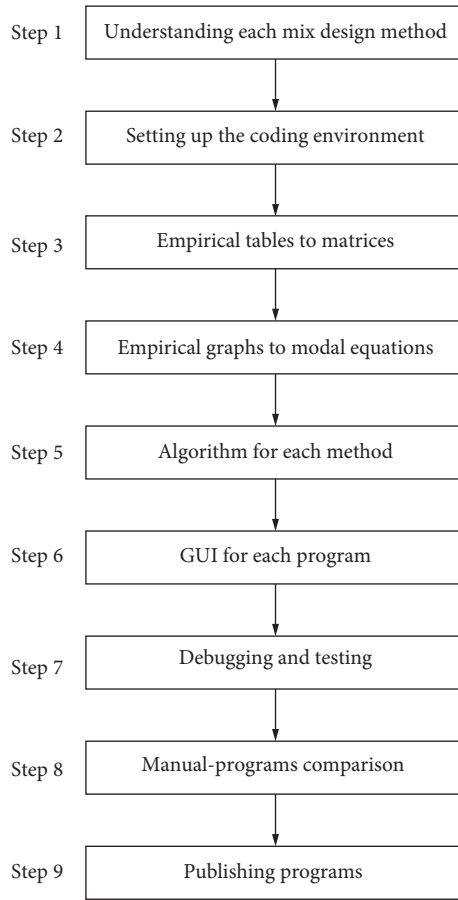 Step 1 Understanding each mix design method
Step 2 Setting up the coding environment
Step 3 Empirical tables to matrices
Step 4 Empirical graphs to modal equations
Step 5 Algorithm for each method
Step 6 GUI for each program
Step 7 Debugging and testing
Step 8 Manual-programs comparison
Step 9 Publishing programs